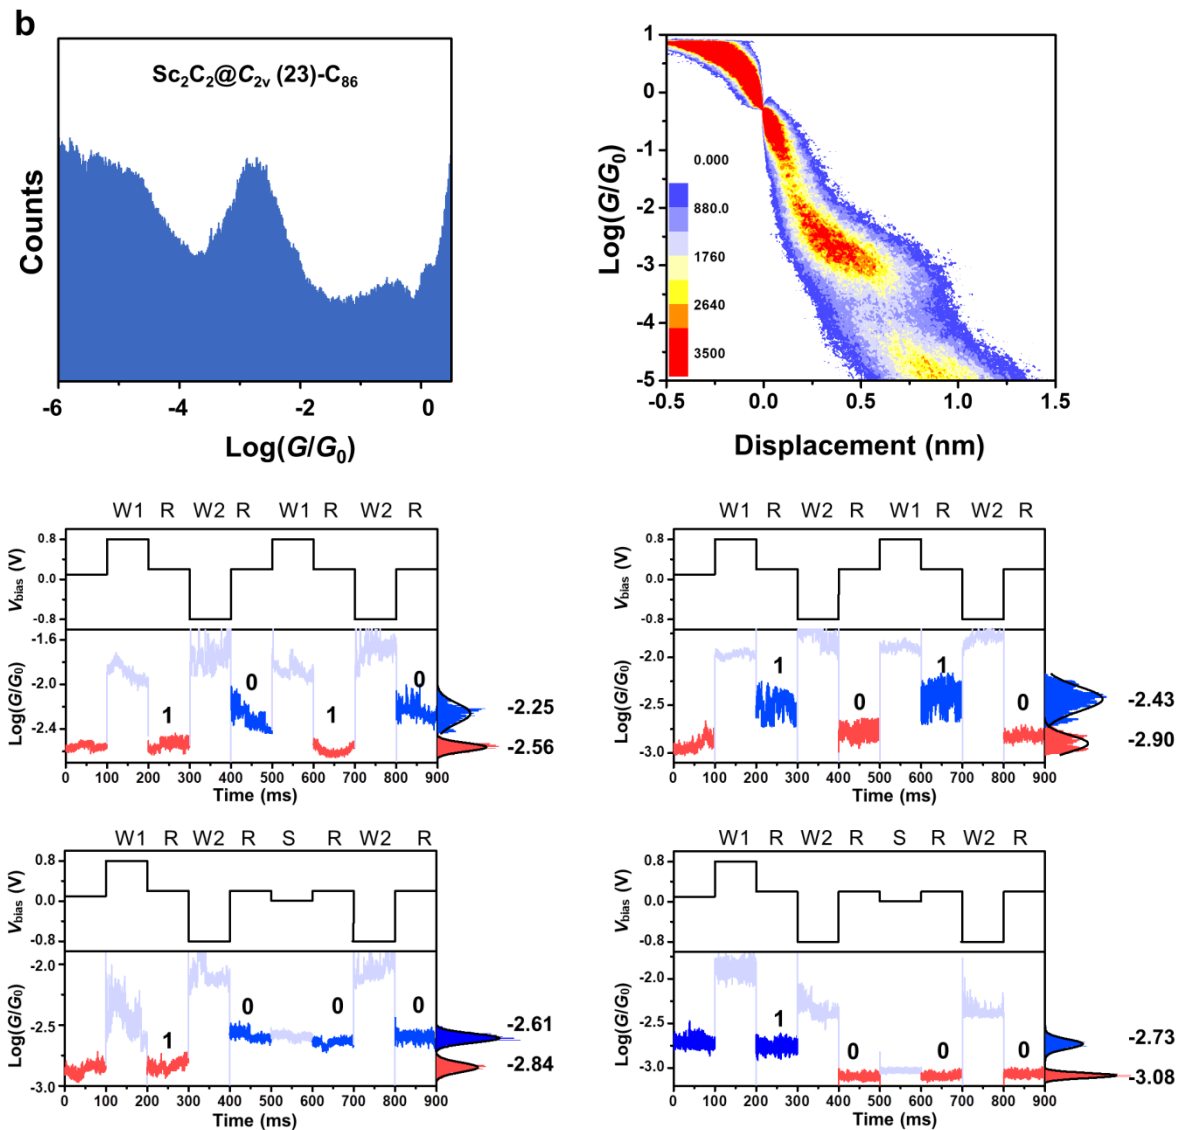 b
Sc₂C₂@C₂ᵥ (23)-C₈₆
Counts
-6 -4 -2 0
Log(G/G₀)
1
0
-1
-2
-3
-4
-5
Log(G/G₀)
0.000
880.0
1760
2640
3500
-0.5 0.0 0.5 1.0 1.5
Displacement (nm)
W1 R W2 R W1 R W2 R
0.8
0.0
-0.8
V_bias (V)
-1.6
-2.0
-2.4
Log(G/G₀)
1 0 1 0
-2.25
-2.56
0 100 200 300 400 500 600 700 800 900
Time (ms)
W1 R W2 R W1 R W2 R
0.8
0.0
-0.8
V_bias (V)
-2.0
-2.5
-3.0
Log(G/G₀)
1 0 1 0
-2.43
-2.90
0 100 200 300 400 500 600 700 800 900
Time (ms)
W1 R W2 R S R W2 R
0.8
0.0
-0.8
V_bias (V)
-2.0
-2.5
-3.0
Log(G/G₀)
1 0 0 0
-2.61
-2.84
0 100 200 300 400 500 600 700 800 900
Time (ms)
W1 R W2 R S R W2 R
0.8
0.0
-0.8
V_bias (V)
-2.0
-2.5
-3.0
Log(G/G₀)
1 0 0 0
-2.73
-3.08
0 100 200 300 400 500 600 700 800 900
Time (ms)